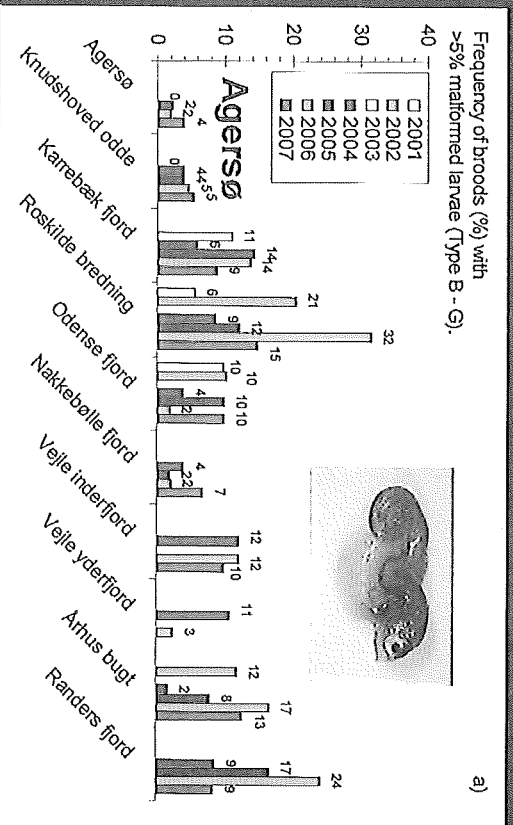 Frequency of broods (%) with
>5% malformed larvae (Type B - G).
a)
40
30
20
10
0
2001
2002
2003
2004
2005
2006
2007
Agersø
0 2 2 4
0 4 4 5 5
11 6 14 14 9
6 21 9 12 32 15
10 10 4 10 2 10
4 2 2 7
12 12 10
11 3
12 2 8 17 13
9 17 24 9
Agersø
Knudshoved odde
Karrebæk fjord
Roskilde bredning
Odense fjord
Nakkebølle fjord
Vejle inderfjord
Vejle yderfjord
Århus bugt
Randers fjord